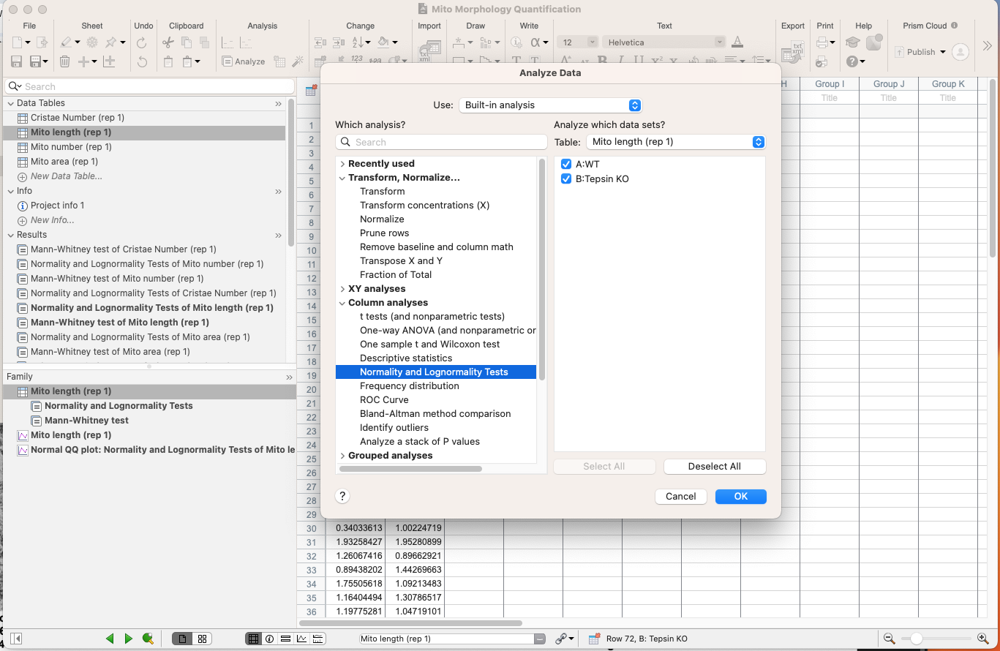 Mito Morphology Quantification
File Sheet Undo Clipboard Analysis Change Import Draw Write Text Export Print Help Prism Cloud
12 Helvetica
Analyze
Publish
Search
Data Tables
Cristae Number (rep 1)
Mito length (rep 1)
Mito number (rep 1)
Mito area (rep 1)
New Data Table...
Info
Project info 1
New Info...
Results
Mann-Whitney test of Cristae Number (rep 1)
Normality and Lognormality Tests of Mito number (rep 1)
Mann-Whitney test of Mito number (rep 1)
Normality and Lognormality Tests of Cristae Number (rep 1)
Normality and Lognormality Tests of Mito length (rep 1)
Mann-Whitney test of Mito length (rep 1)
Normality and Lognormality Tests of Mito area (rep 1)
Mann-Whitney test of Mito area (rep 1)
Family
Mito length (rep 1)
Normality and Lognormality Tests
Mann-Whitney test
Mito length (rep 1)
Normal QQ plot: Normality and Lognormality Tests of Mito le
Analyze Data
Use: Built-in analysis
Which analysis?
Search
Recently used
Transform, Normalize...
Transform
Transform concentrations (X)
Normalize
Prune rows
Remove baseline and column math
Transpose X and Y
Fraction of Total
XY analyses
Column analyses
t tests (and nonparametric tests)
One-way ANOVA (and nonparametric or
One sample t and Wilcoxon test
Descriptive statistics
Normality and Lognormality Tests
Frequency distribution
ROC Curve
Bland-Altman method comparison
Identify outliers
Analyze a stack of P values
Grouped analyses
Analyze which data sets?
Table: Mito length (rep 1)
A:WT
B:Tepsin KO
Select All Deselect All
? Cancel OK
H Group I Group J Group K
Title Title Title
1
2
3
4
5
6
7
8
9
10
11
12
13
14
15
16
17
18
19
20
21
22
23
24
25
26
27
28
29
30 0.34033613 1.00224719
31 1.93258427 1.95280899
32 1.26067416 0.89662921
33 0.89438202 1.44269663
34 1.75505618 1.09213483
35 1.16404494 1.30786517
36 1.19775281 1.04719101
Mito length (rep 1)
Row 72, B: Tepsin KO